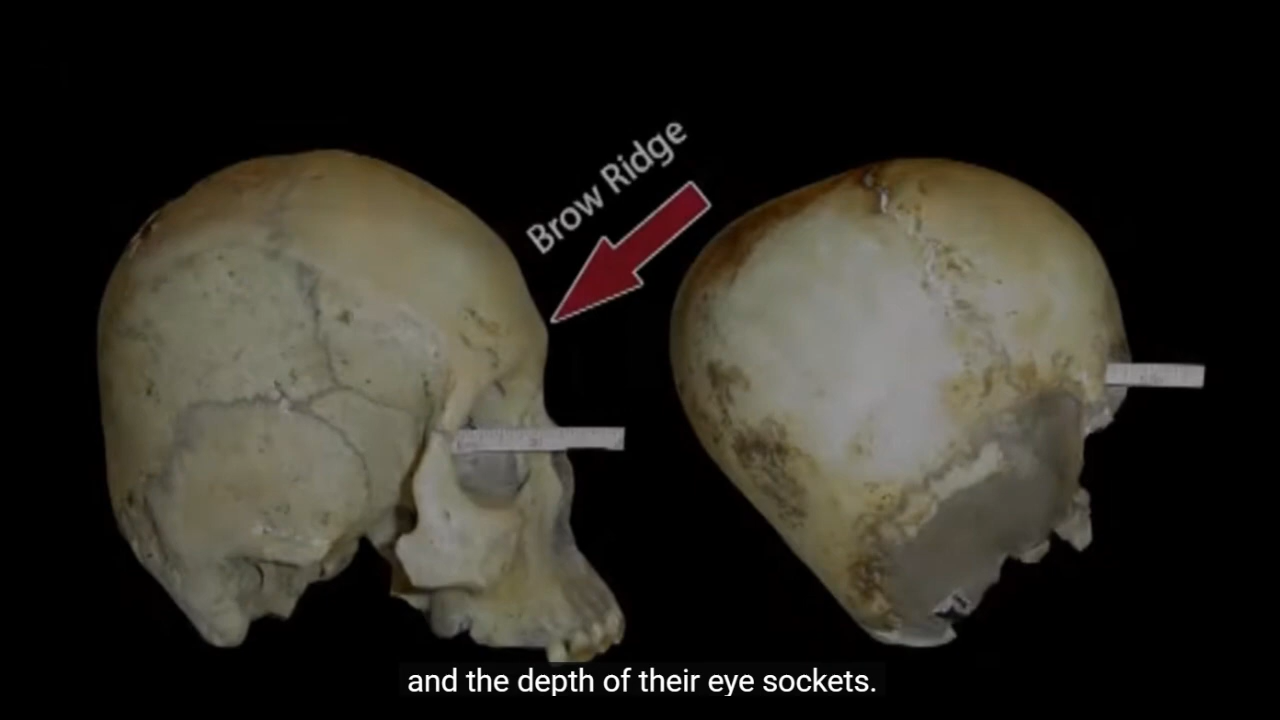 Brow Ridge
and the depth of their eye sockets.